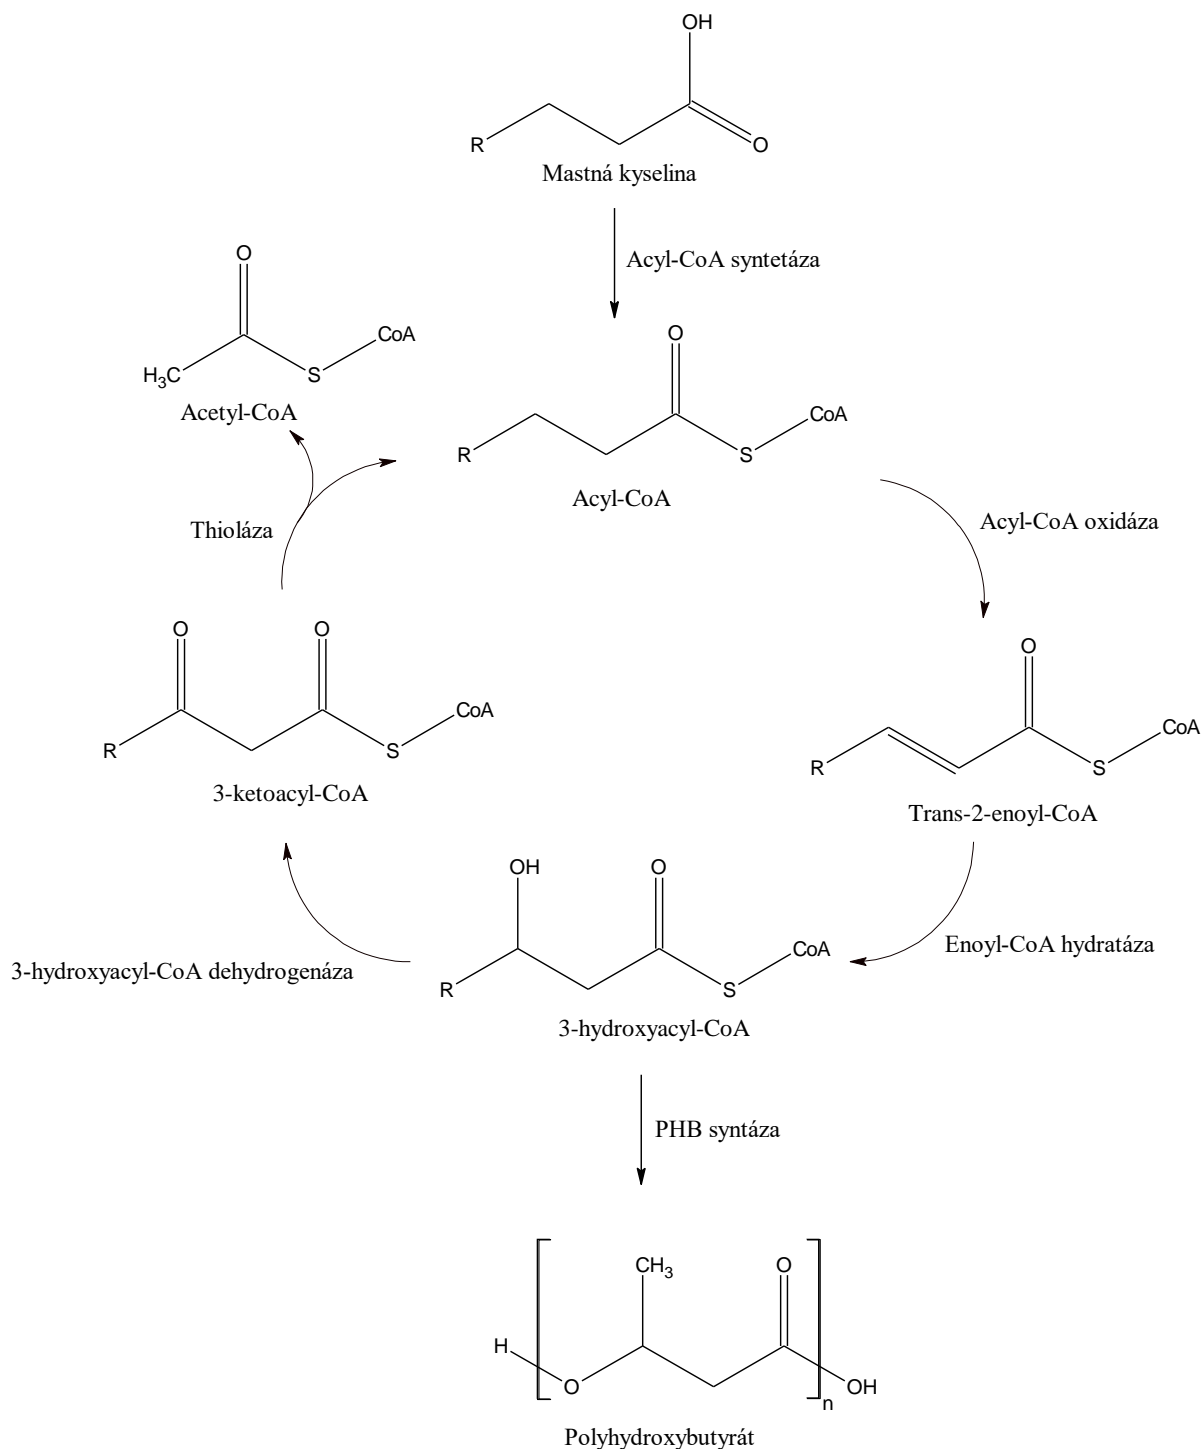 OH
R
O
Mastná kyselina
Acyl-CoA syntetáza
O
H3C
S
CoA
Acetyl-CoA
O
R
S
CoA
Acyl-CoA
Thioláza
Acyl-CoA oxidáza
O
O
R
S
CoA
3-ketoacyl-CoA
O
R
S
CoA
Trans-2-enoyl-CoA
OH
O
R
S
CoA
3-hydroxyacyl-CoA
Enoyl-CoA hydratáza
3-hydroxyacyl-CoA dehydrogenáza
PHB syntáza
CH3
O
H
O
OH
n
Polyhydroxybutyrát